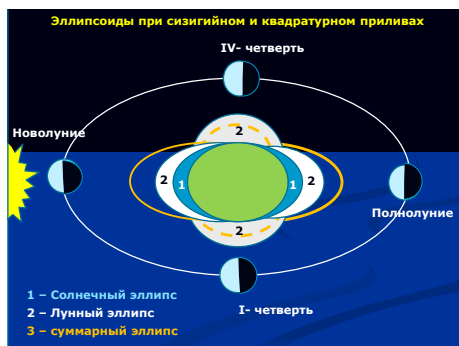 Эллипсоиды при сизигийном и квадратурном приливах
IV- четверть
Новолуние
2
2
1
1
2
2
Полнолуние
I- четверть
1 – Солнечный эллипс
2 – Лунный эллипс
3 – суммарный эллипс